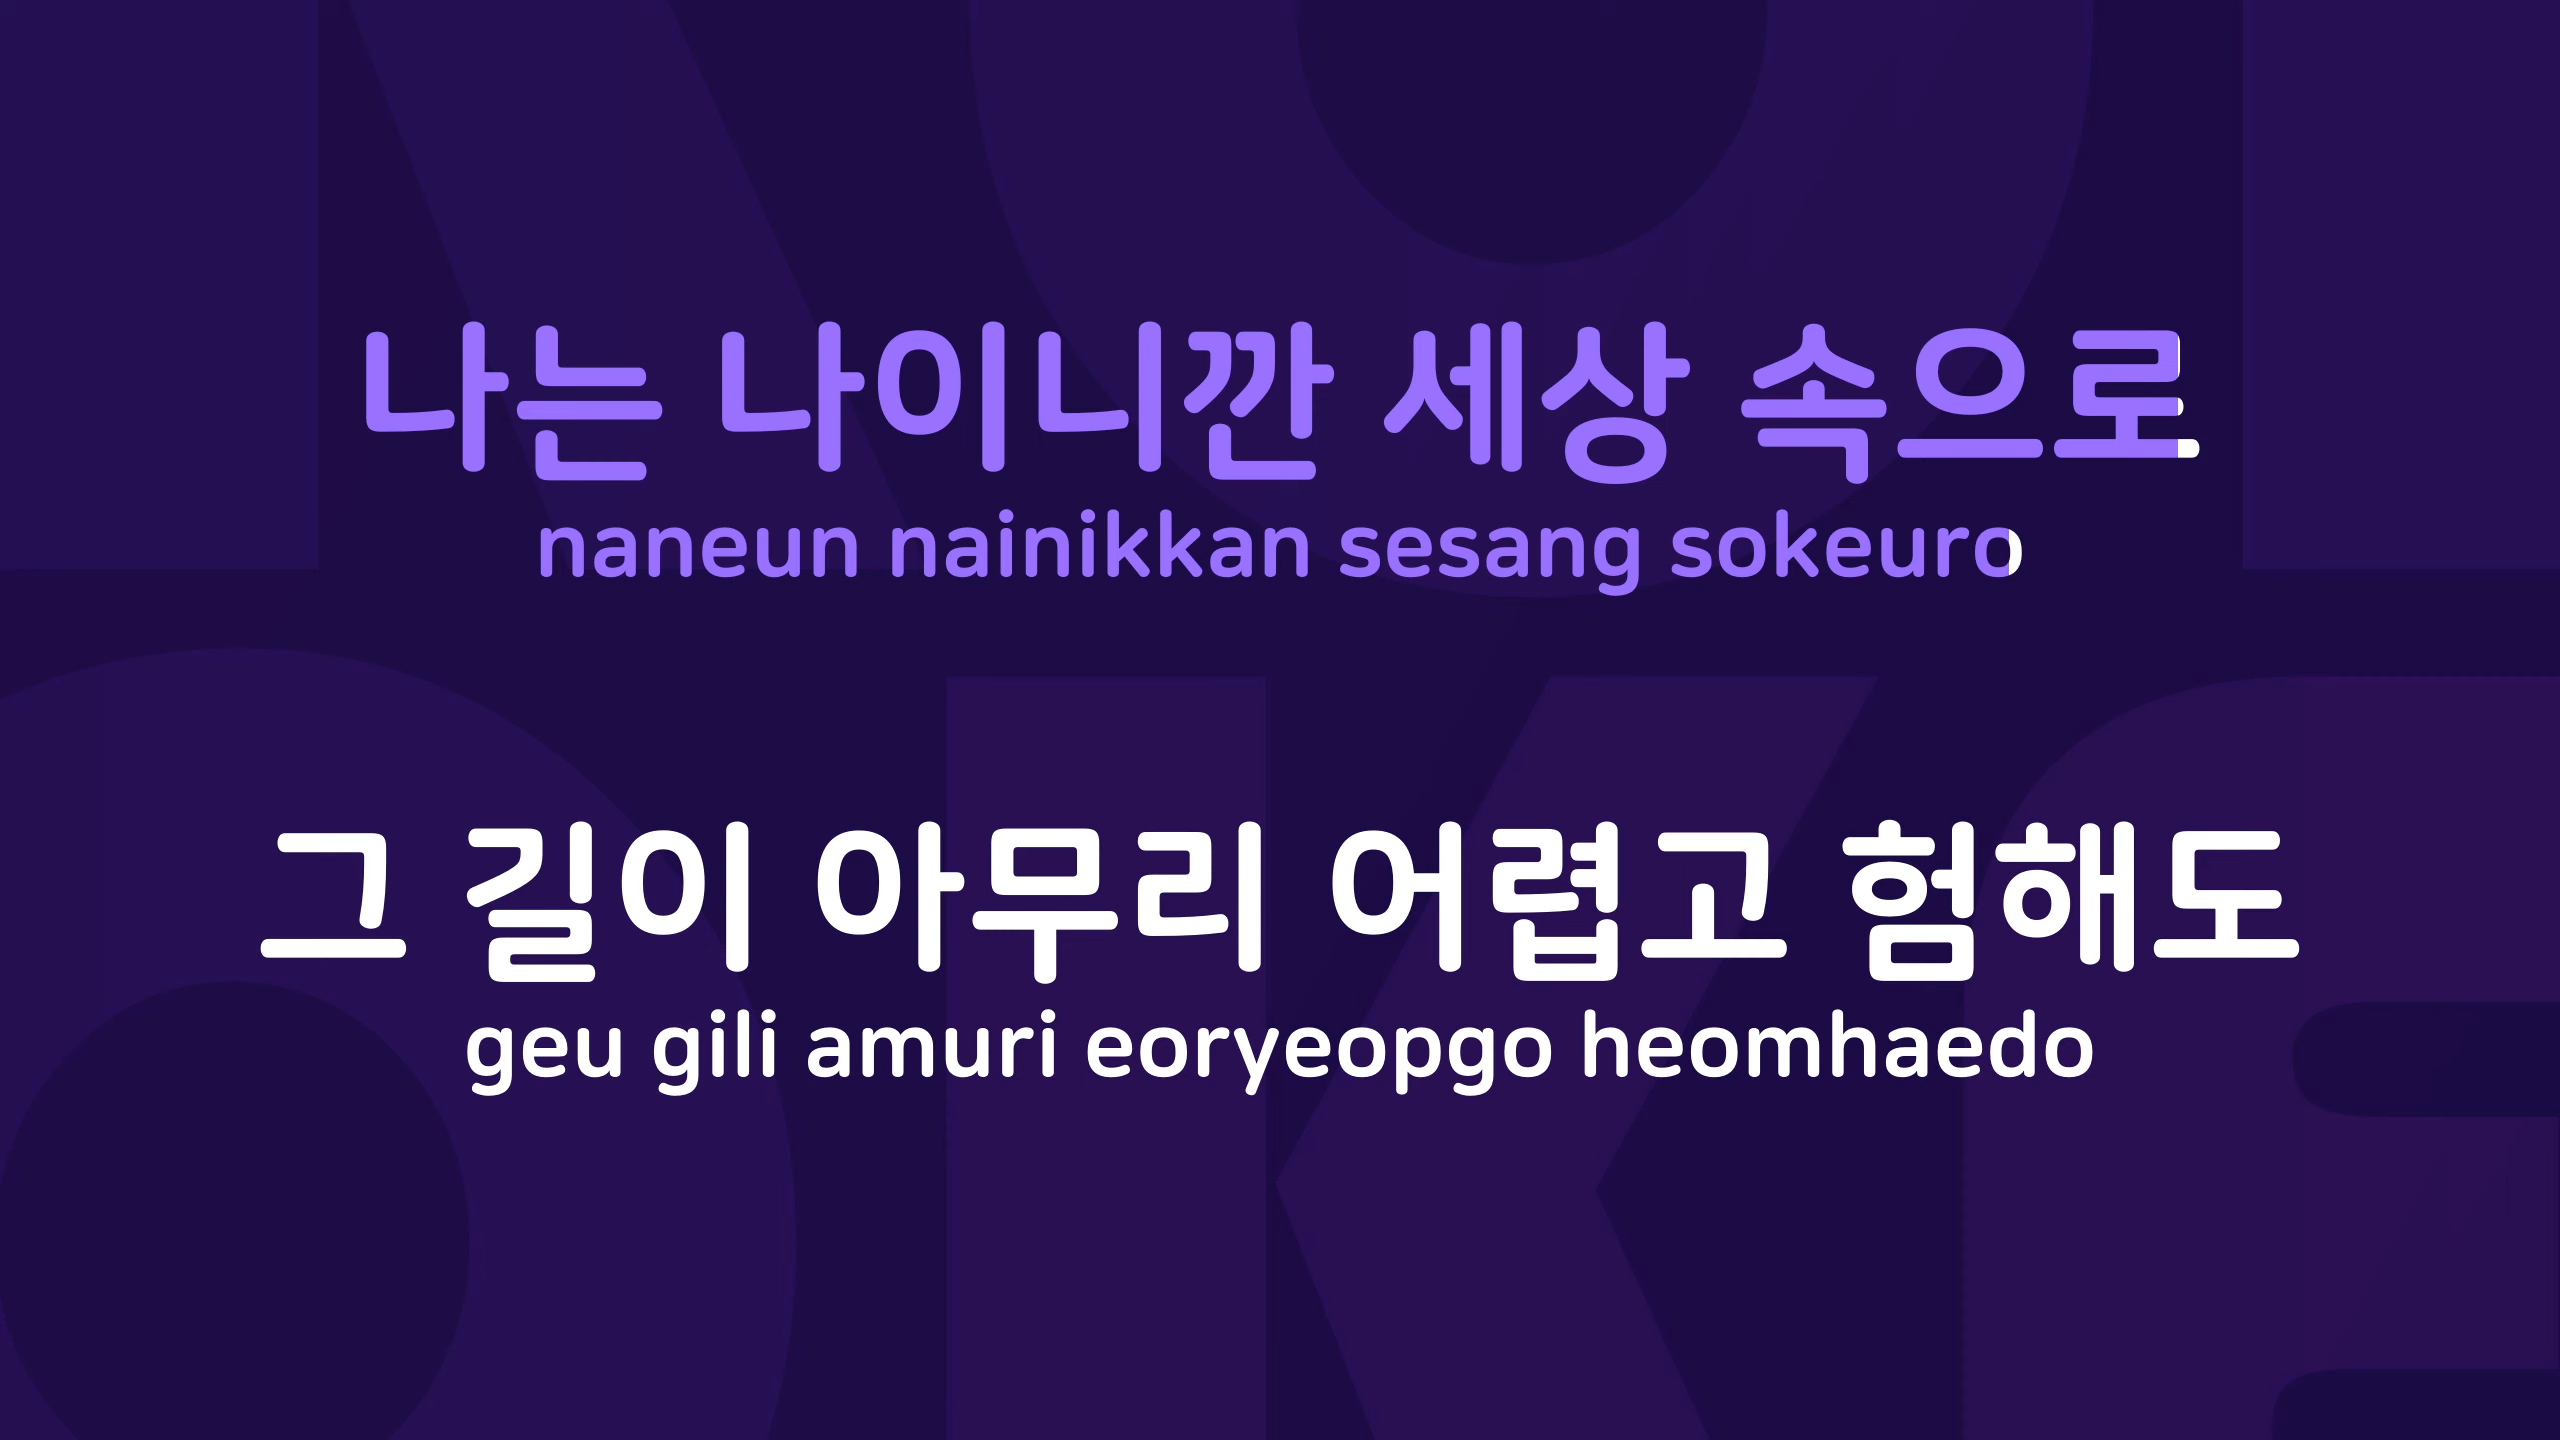 나는 나이니깐 세상 속으로
naneun nainikkan sesang sokeuro
그 길이 아무리 어렵고 험해도
geu gili amuri eoryeopgo heomhaedo